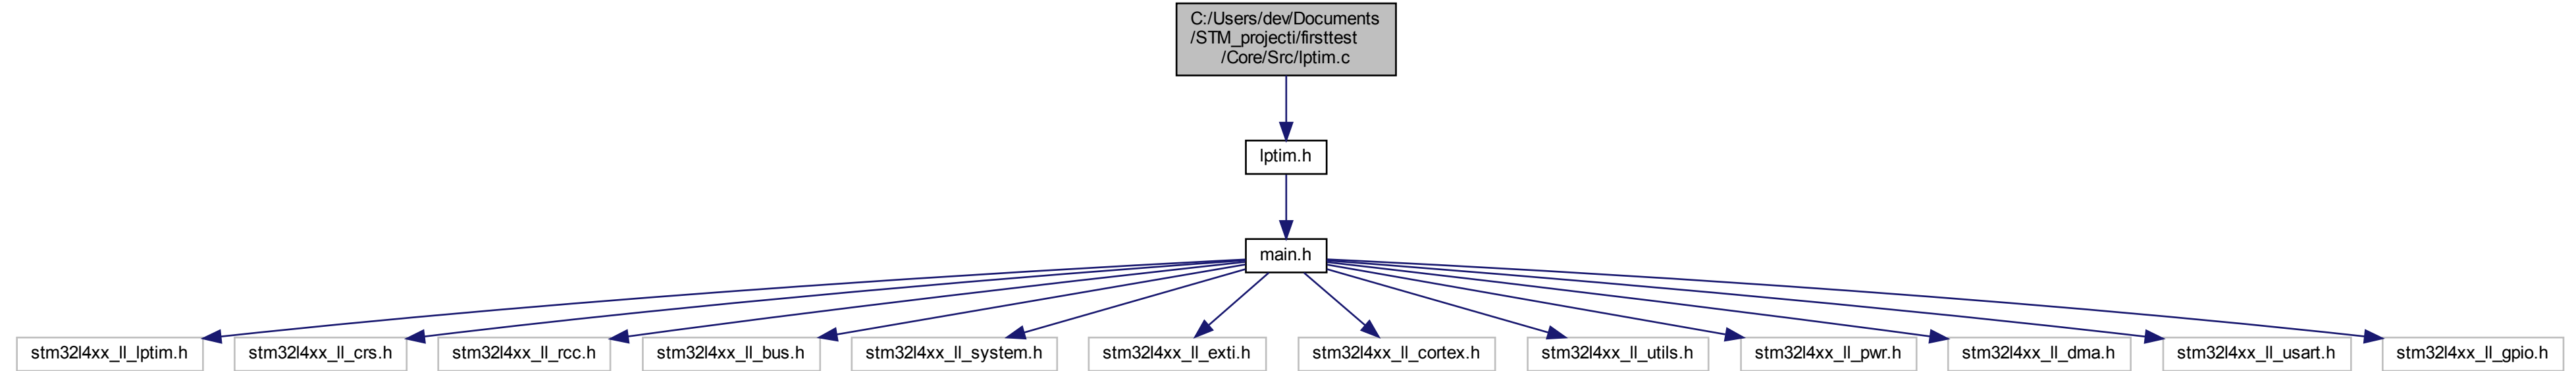 C:/Users/dev/Documents
/STM_projecti/firsttest
/Core/Src/lptim.c
lptim.h
main.h
stm32l4xx_ll_lptim.h
stm32l4xx_ll_crs.h
stm32l4xx_ll_rcc.h
stm32l4xx_ll_bus.h
stm32l4xx_ll_system.h
stm32l4xx_ll_exti.h
stm32l4xx_ll_cortex.h
stm32l4xx_ll_utils.h
stm32l4xx_ll_pwr.h
stm32l4xx_ll_dma.h
stm32l4xx_ll_usart.h
stm32l4xx_ll_gpio.h